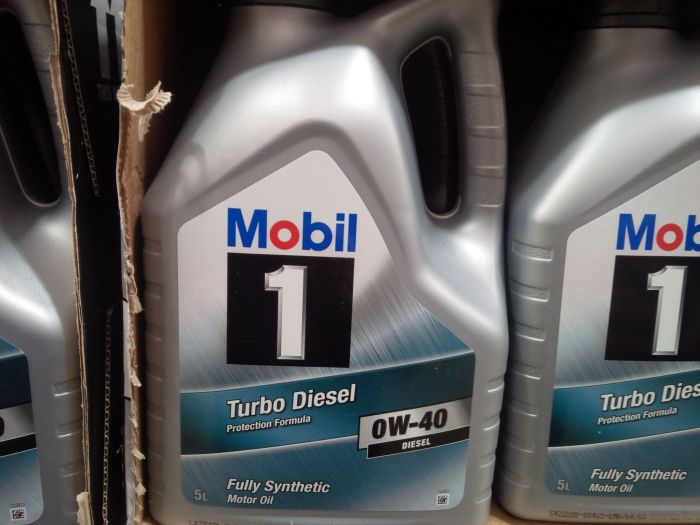 Mobil
1
Turbo Diesel
Protection Formula
0W-40
DIESEL
5L
Fully Synthetic
Motor Oil
Mob
1
Turbo Dies
Protection Formula
5L
Fully Synthetic
Motor Oil